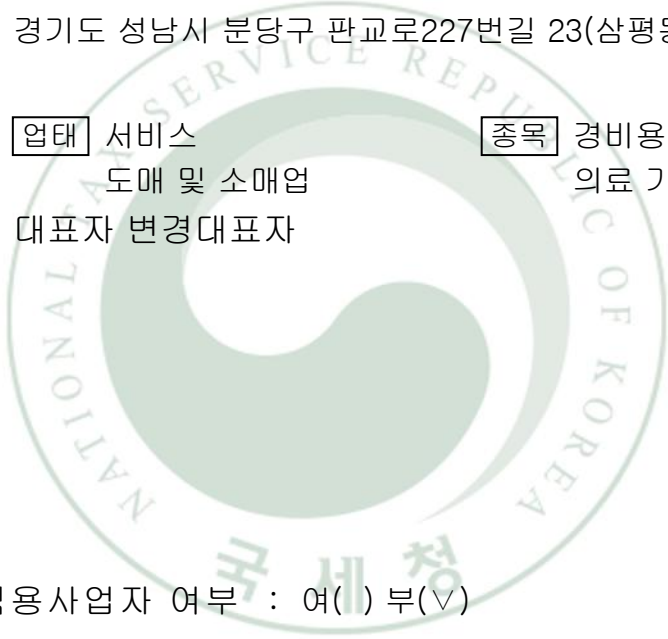 경기도 성남시 분당구 판교로227번길 23(삼평동
업태 서비스 종목 경비용
도매 및 소매업 의료 기
대표자 변경대표자
용사업자 여부 : 여( ) 부(∨)
NATIONAL TAX SERVICE REPUBLIC OF KOREA
국세청